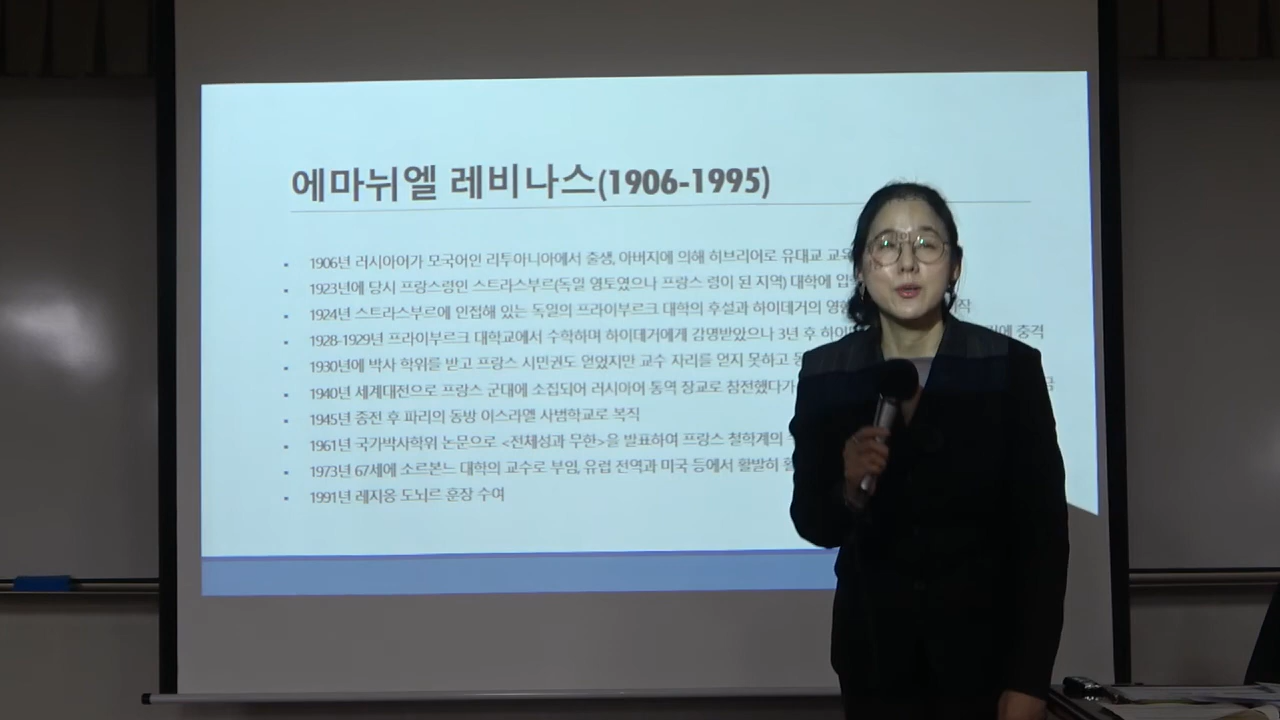 에마뉘엘 레비나스(1906-1995)
1906년 러시아어가 모국어인 리투아니아에서 출생, 아버지에 의해 히브리어로 유대교 교육
1923년에 당시 프랑스령인 스트라스부르(독일 영토였으나 프랑스 령이 된 지역) 대학에
1924년 스트라스부르에 인접해 있는 독일의 프라이부르크 대학의 후설과 하이데거의
1928-1929년 프라이부르크 대학교에서 수학하며 하이데거에게 감명받았으나 3년 후 충격
1930년에 박사 학위를 받고 프랑스 시민권도 얻었지만 교수 자리를 얻지 못하고
1940년 세계대전으로 프랑스 군대에 소집되어 러시아어 통역 장교로 참전했다가
1945년 종전 후 파리의 동방 이스라엘 사범학교로 복직
1961년 국가박사학위 논문으로 <전체성과 무한>을 발표하여 프랑스 철학계의
1973년 67세에 소르본느 대학의 교수로 부임, 유럽 전역과 미국 등에서 활발히
1991년 레지옹 도뇌르 훈장 수여